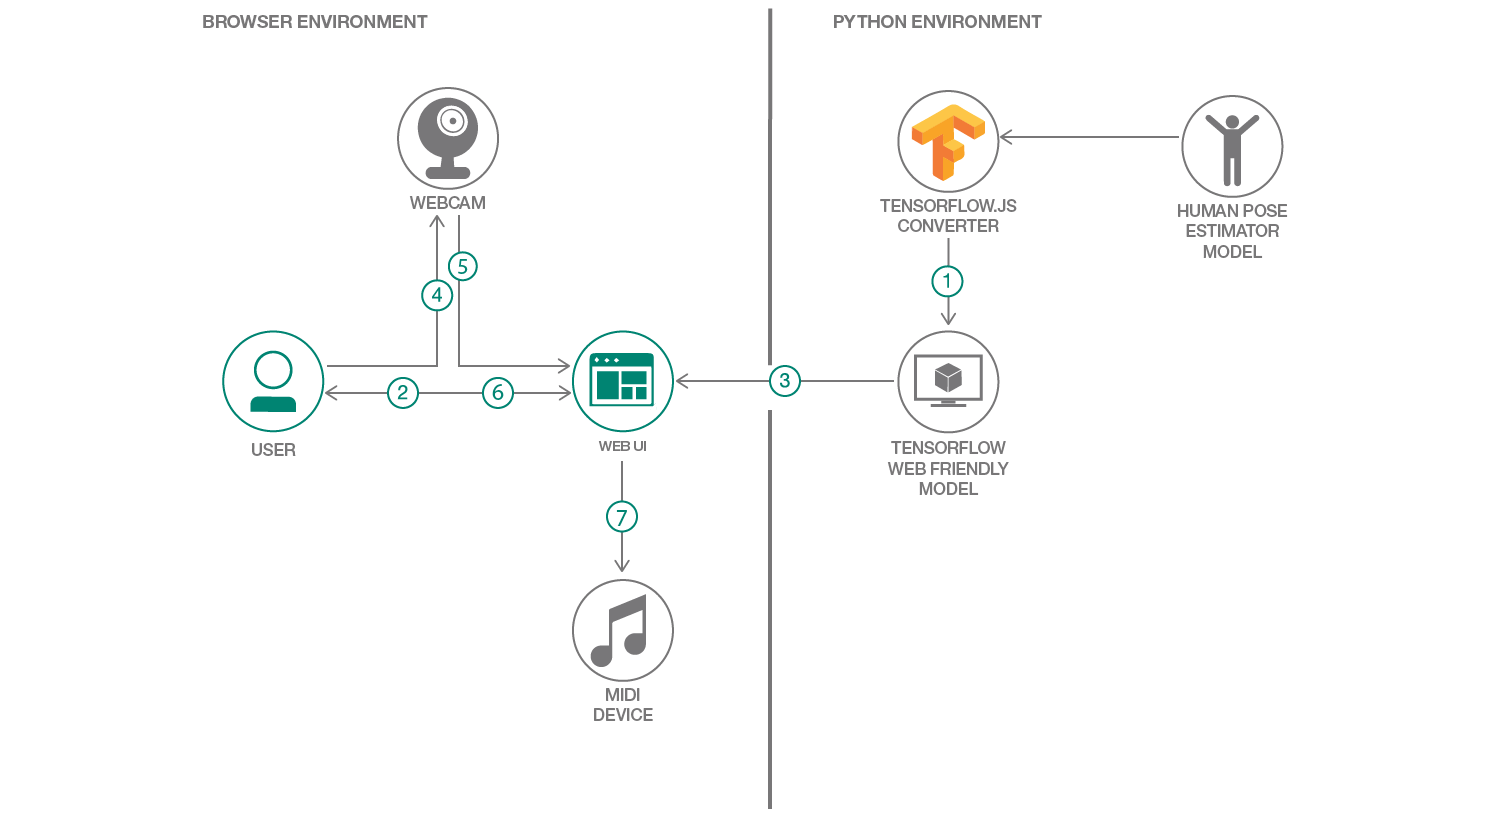 BROWSER ENVIRONMENT
PYTHON ENVIRONMENT
WEBCAM
TENSORFLOW.JS
CONVERTER
HUMAN POSE
ESTIMATOR
MODEL
5
4
1
2
6
3
USER
WEB UI
TENSORFLOW
WEB FRIENDLY
MODEL
7
MIDI
DEVICE